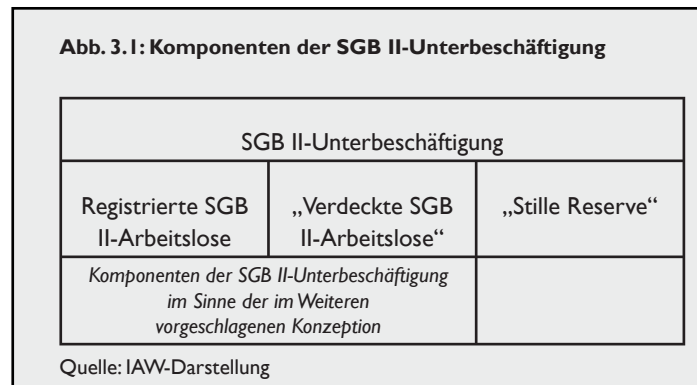 Abb. 3.1: Komponenten der SGB II-Unterbeschäftigung
SGB II-Unterbeschäftigung
Registrierte SGB
II-Arbeitslose
„Verdeckte SGB
II-Arbeitslose“
„Stille Reserve“
Komponenten der SGB II-Unterbeschäftigung
im Sinne der im Weiteren
vorgeschlagenen Konzeption
Quelle: IAW-Darstellung